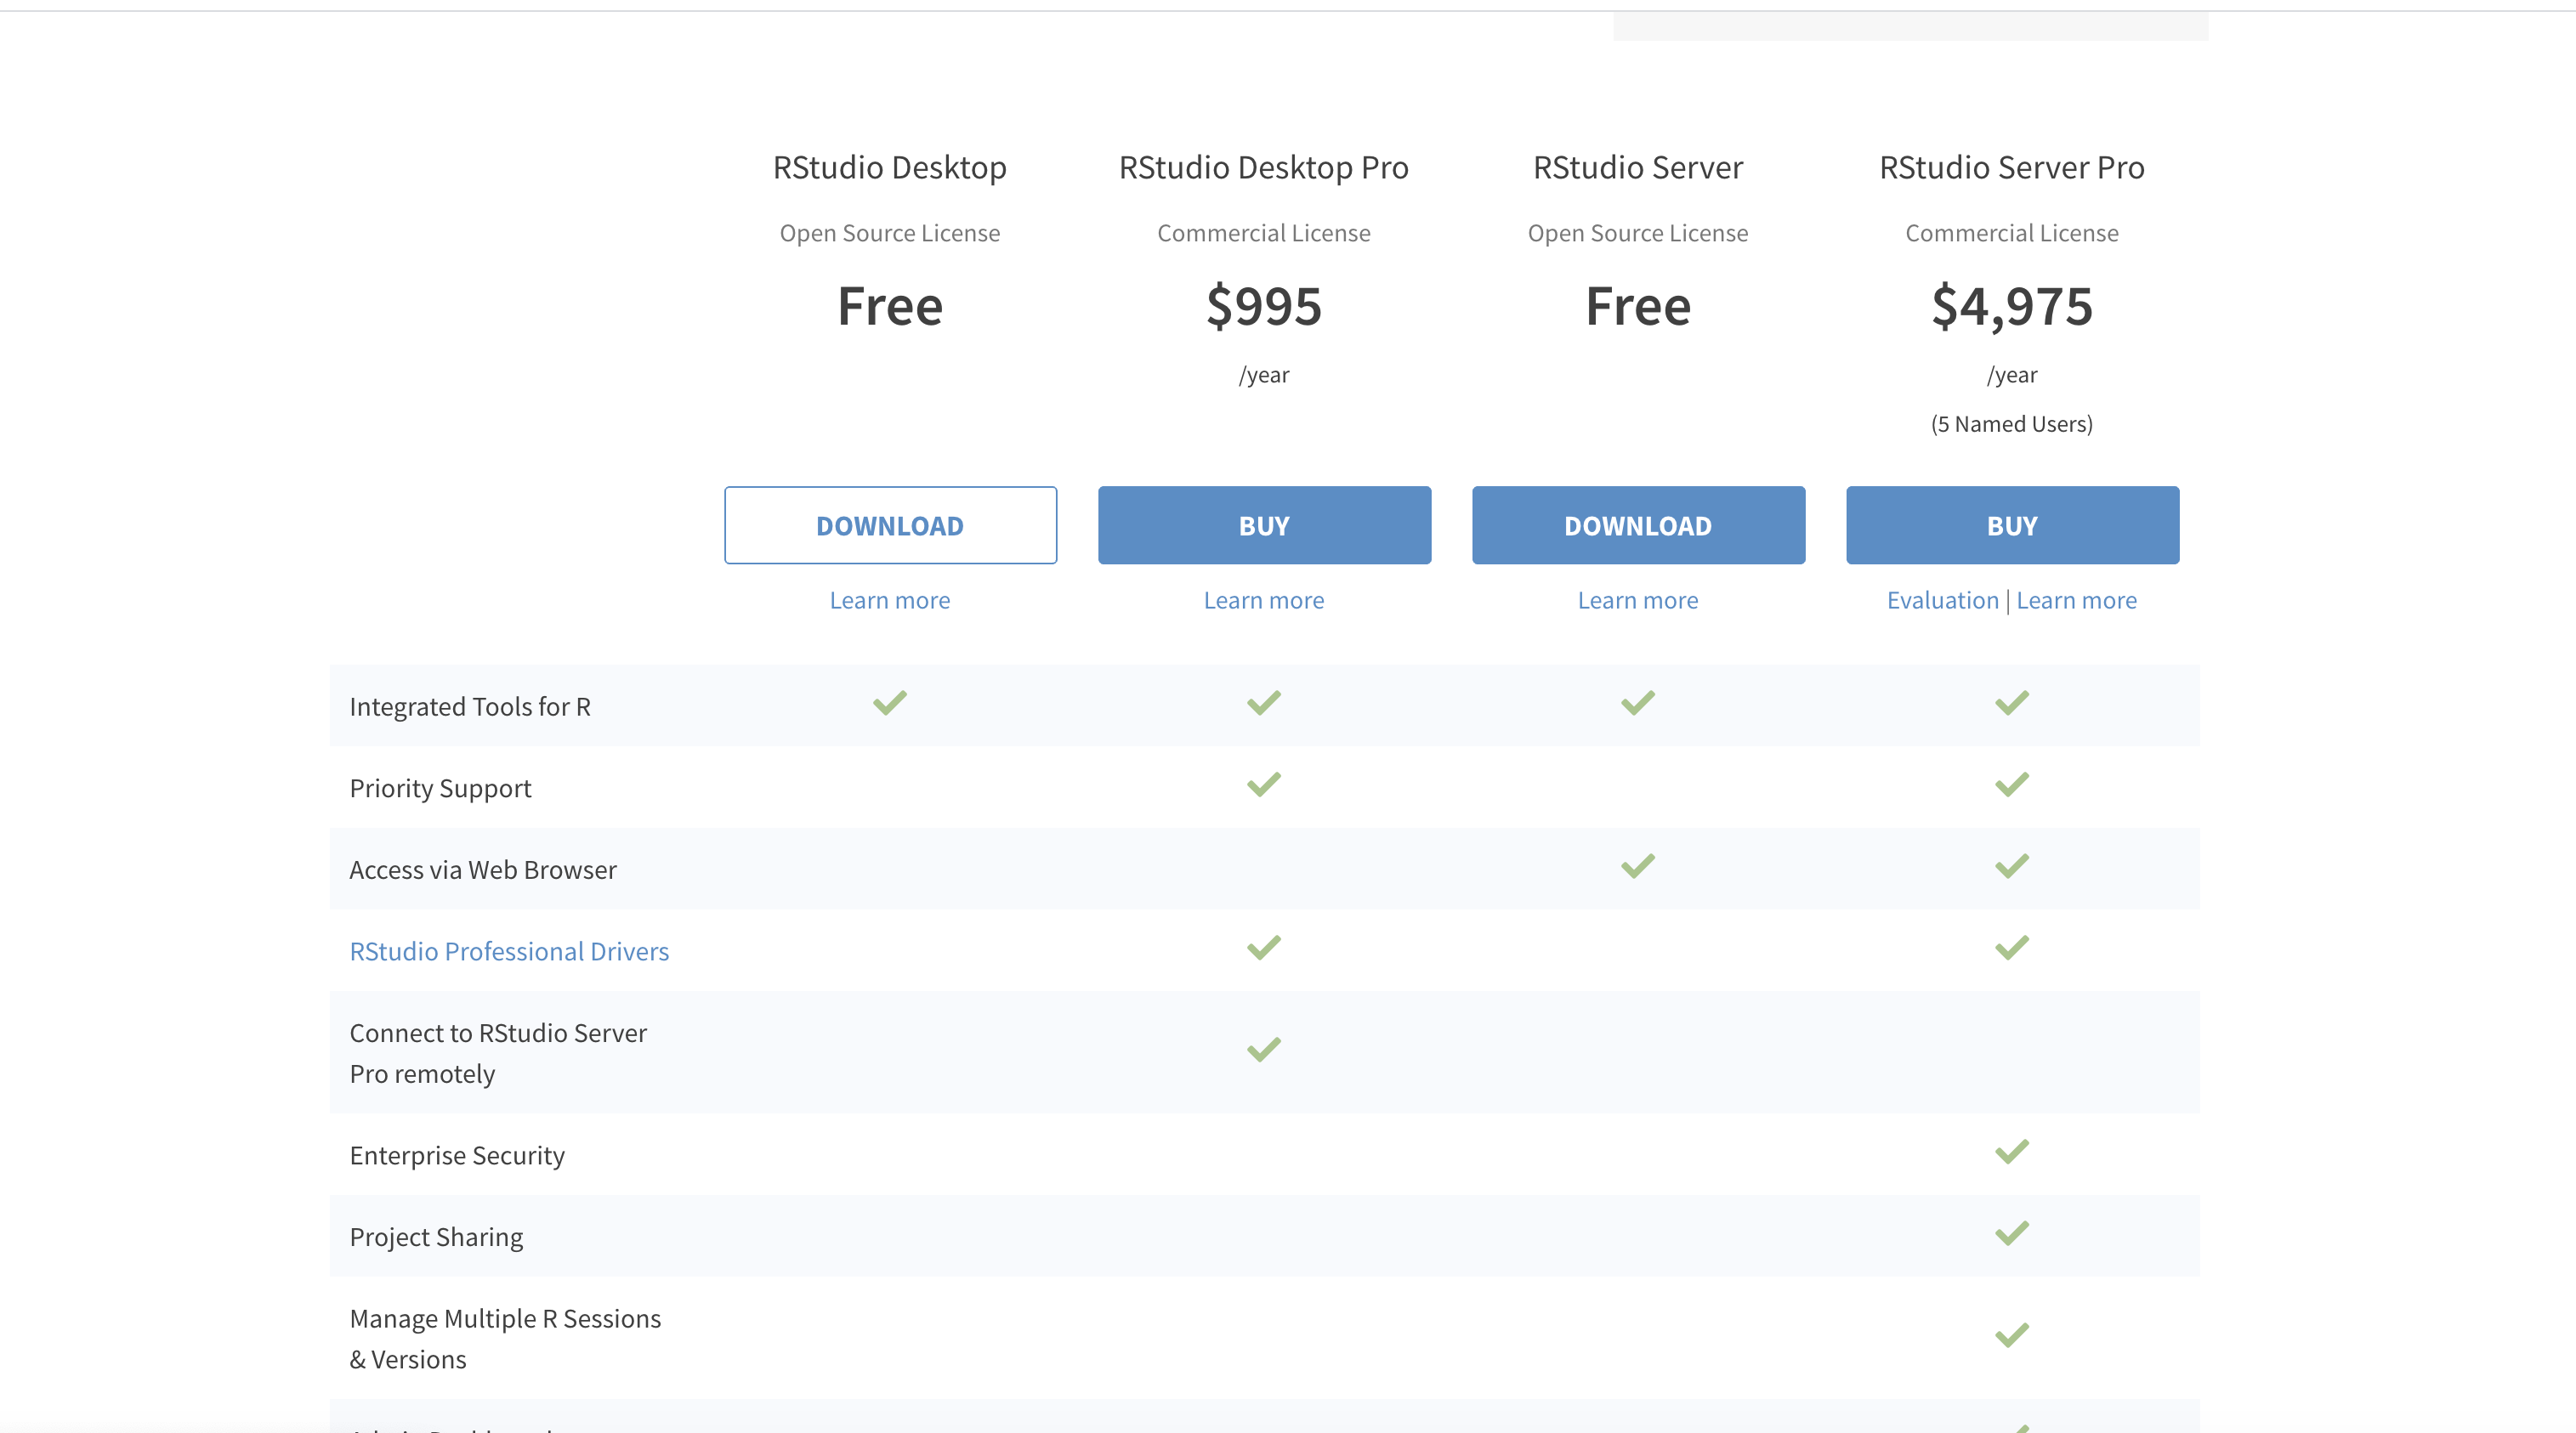 RStudio Desktop
RStudio Desktop Pro
RStudio Server
RStudio Server Pro
Open Source License
Commercial License
Open Source License
Commercial License
Free
$995
Free
$4,975
/year
/year
(5 Named Users)
DOWNLOAD
BUY
DOWNLOAD
BUY
Learn more
Learn more
Learn more
Evaluation | Learn more
Integrated Tools for R
Priority Support
Access via Web Browser
RStudio Professional Drivers
Connect to RStudio Server
Pro remotely
Enterprise Security
Project Sharing
Manage Multiple R Sessions
& Versions